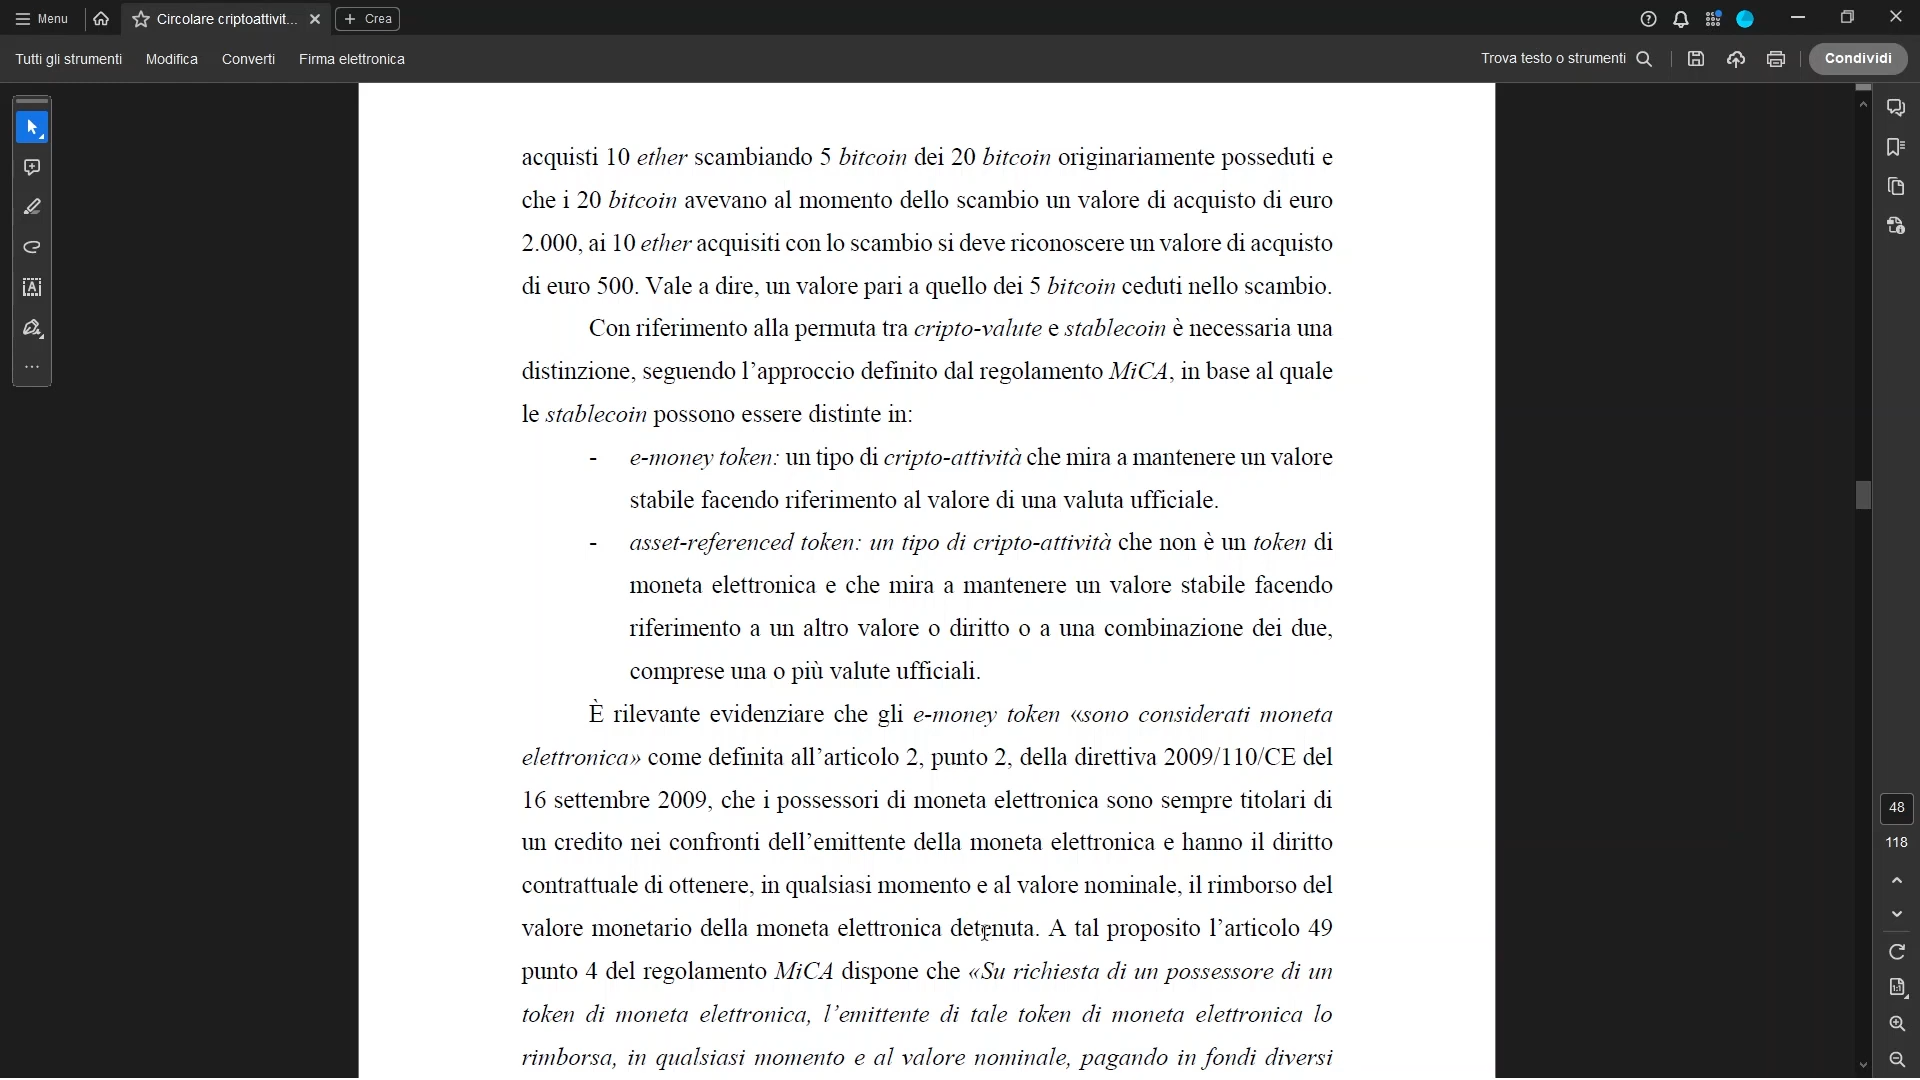 Menu
Circolare criptoattivit...
Crea
Tutti gli strumenti Modifica Converti Firma elettronica
Trova testo o strumenti
Condividi
acquisti 10 ether scambiando 5 bitcoin dei 20 bitcoin originariamente posseduti e
che i 20 bitcoin avevano al momento dello scambio un valore di acquisto di euro
2.000, ai 10 ether acquisiti con lo scambio si deve riconoscere un valore di acquisto
di euro 500. Vale a dire, un valore pari a quello dei 5 bitcoin ceduti nello scambio.
Con riferimento alla permuta tra cripto-valute e stablecoin è necessaria una
distinzione, seguendo l’approccio definito dal regolamento MiCA, in base al quale
le stablecoin possono essere distinte in:
- e-money token: un tipo di cripto-attività che mira a mantenere un valore
stabile facendo riferimento al valore di una valuta ufficiale.
- asset-referenced token: un tipo di cripto-attività che non è un token di
moneta elettronica e che mira a mantenere un valore stabile facendo
riferimento a un altro valore o diritto o a una combinazione dei due,
comprese una o più valute ufficiali.
È rilevante evidenziare che gli e-money token «sono considerati moneta
elettronica» come definita all’articolo 2, punto 2, della direttiva 2009/110/CE del
16 settembre 2009, che i possessori di moneta elettronica sono sempre titolari di
un credito nei confronti dell’emittente della moneta elettronica e hanno il diritto
contrattuale di ottenere, in qualsiasi momento e al valore nominale, il rimborso del
valore monetario della moneta elettronica detenuta. A tal proposito l’articolo 49
punto 4 del regolamento MiCA dispone che «Su richiesta di un possessore di un
token di moneta elettronica, l’emittente di tale token di moneta elettronica lo
rimborsa, in qualsiasi momento e al valore nominale, pagando in fondi diversi
48
118